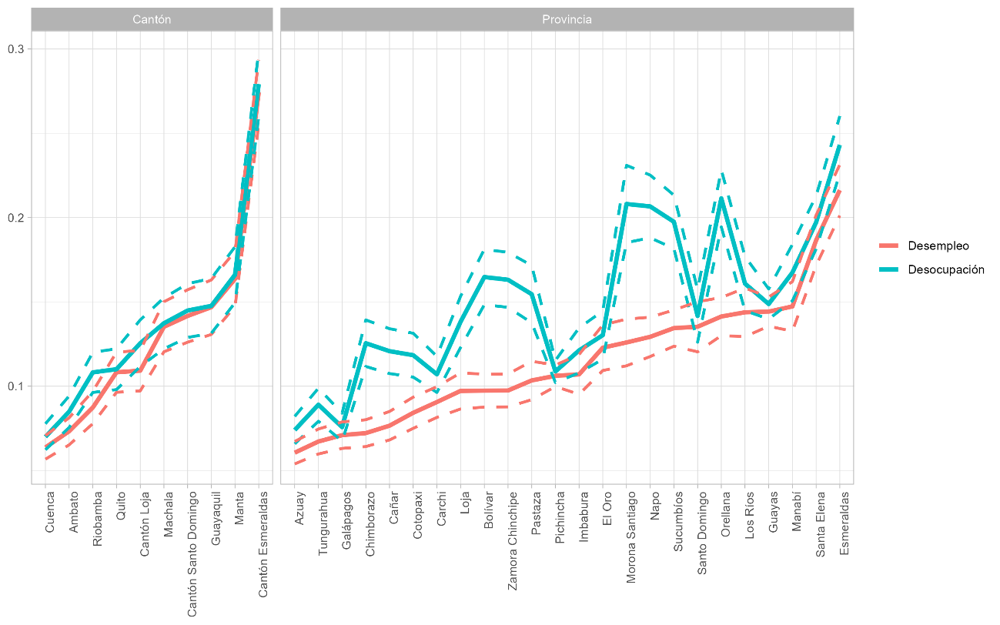 Cantón
Provincia
0.3
0.2
0.1
Desempleo
Desocupación
Cuenca
Ambato
Riobamba
Quito
Cantón Loja
Machala
Cantón Santo Domingo
Guayaquil
Manta
Cantón Esmeraldas
Azuay
Tungurahua
Galápagos
Chimborazo
Cañar
Cotopaxi
Carchi
Loja
Bolívar
Zamora Chinchipe
Pastaza
Pichincha
Imbabura
El Oro
Morona Santiago
Napo
Sucumbíos
Santo Domingo
Orellana
Los Ríos
Guayas
Manabí
Santa Elena
Esmeraldas